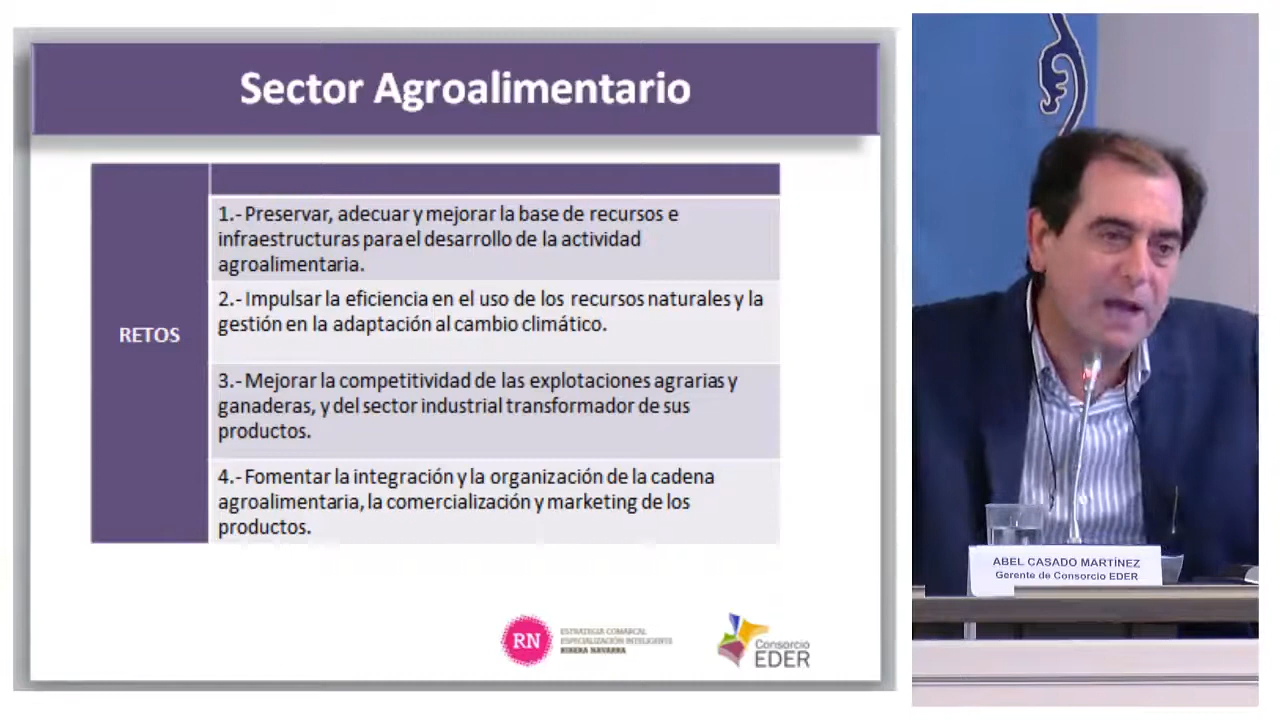 Sector Agroalimentario
RETOS
1.- Preservar, adecuar y mejorar la base de recursos e
infraestructuras para el desarrollo de la actividad
agroalimentaria.
2.- Impulsar la eficiencia en el uso de los recursos naturales y la
gestión en la adaptación al cambio climático.
3.- Mejorar la competitividad de las explotaciones agrarias y
ganaderas, y del sector industrial transformador de sus
productos.
4.- Fomentar la integración y la organización de la cadena
agroalimentaria, la comercialización y marketing de los
productos.
RN
ESTRATEGIA COMARCAL
ESPECIALIZACIÓN INTELIGENTE
RIBERA NAVARRA
Consorcio
EDER
ABEL CASADO MARTÍNEZ
Gerente de Consorcio EDER